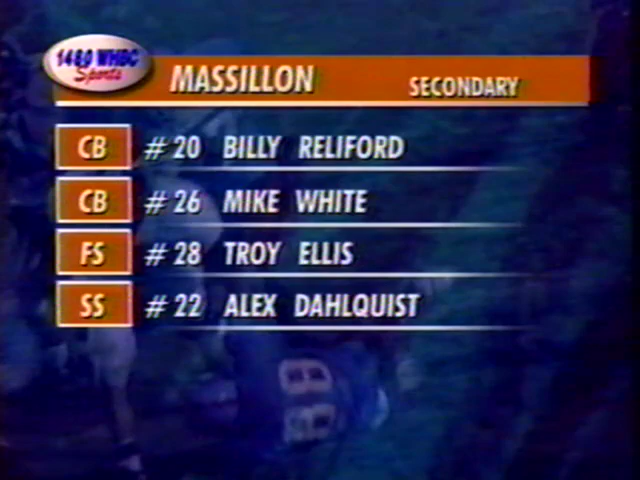 1480 WHBC
Sports
MASSILLON SECONDARY
CB #20 BILLY RELIFORD
CB #26 MIKE WHITE
FS #28 TROY ELLIS
SS #22 ALEX DAHLQUIST
88